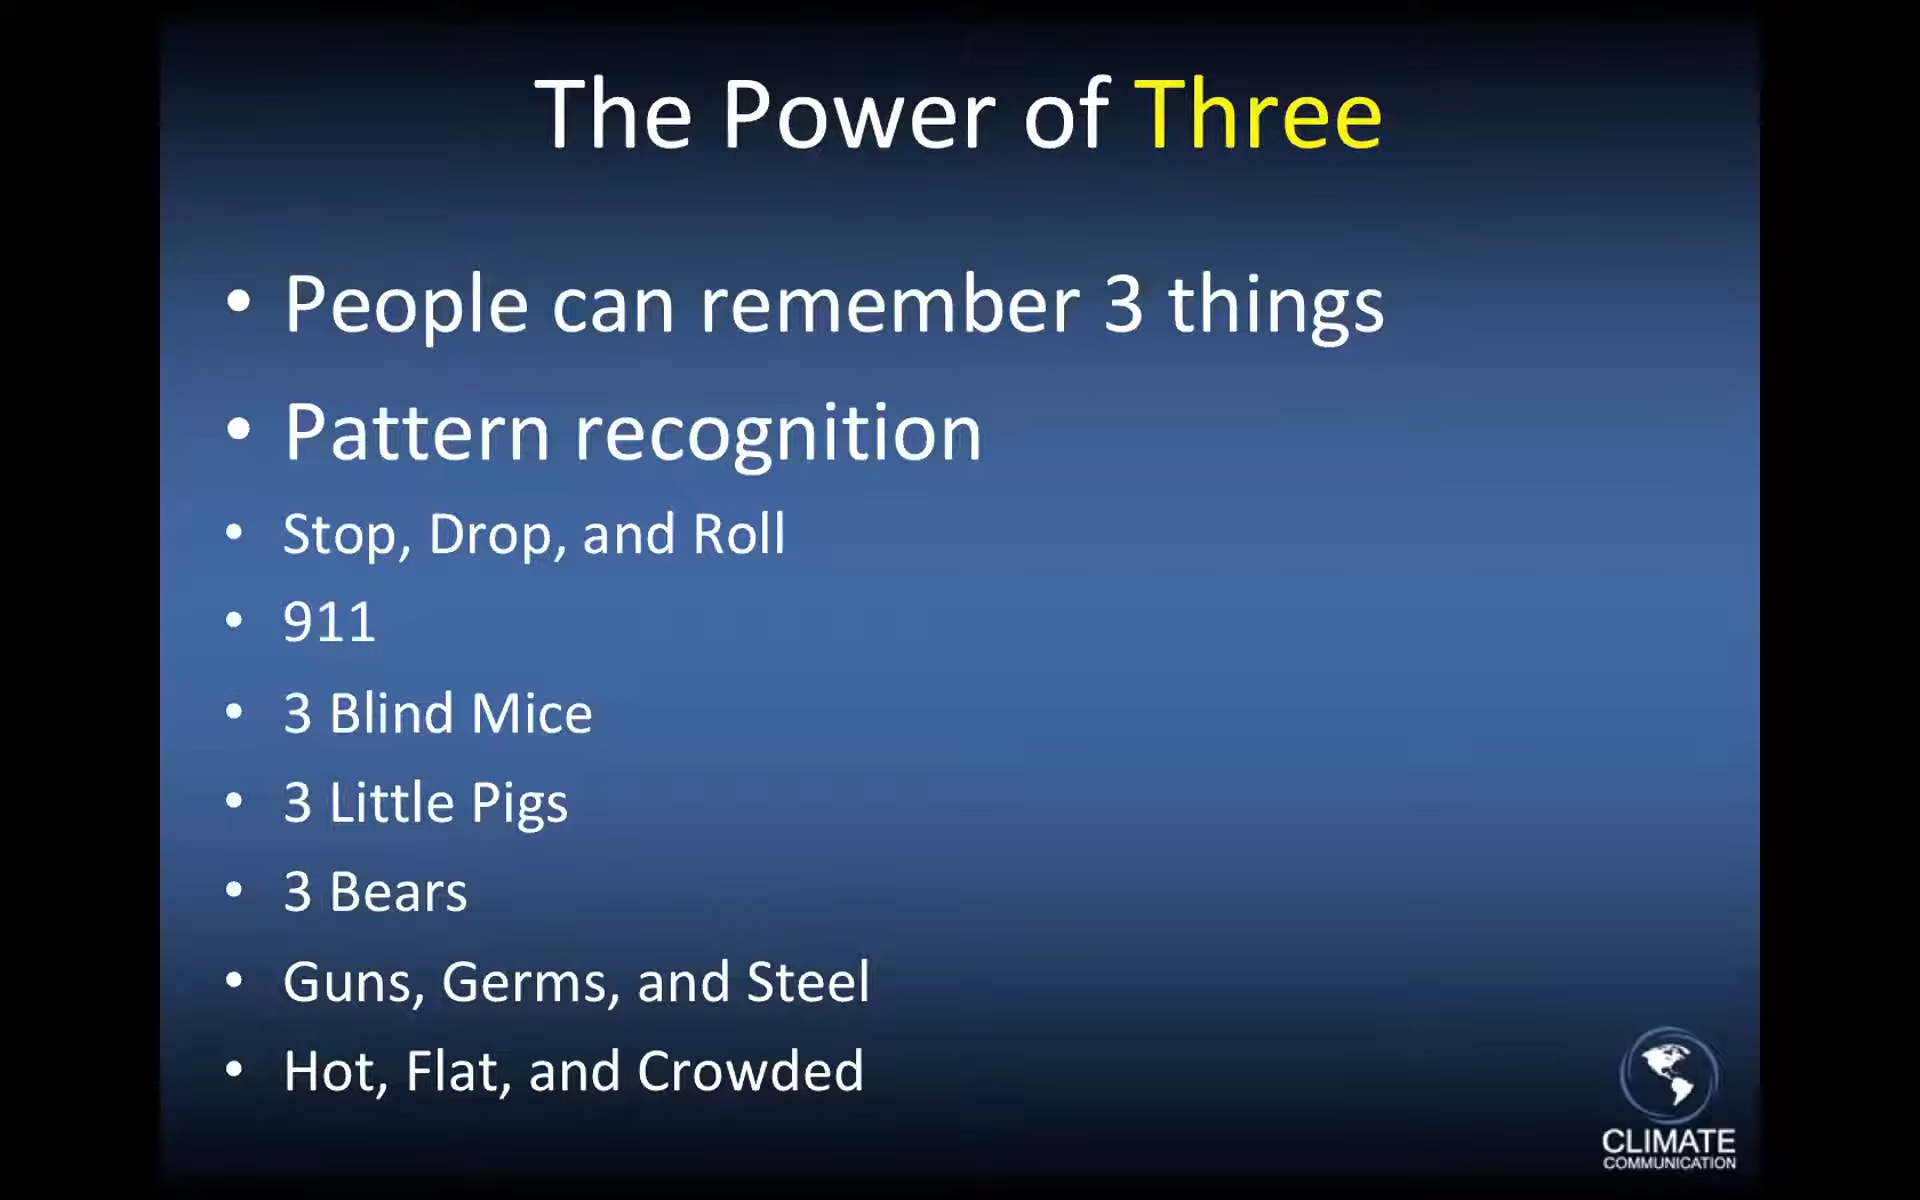 The Power of Three
• People can remember 3 things
• Pattern recognition
• Stop, Drop, and Roll
• 911
• 3 Blind Mice
• 3 Little Pigs
• 3 Bears
• Guns, Germs, and Steel
• Hot, Flat, and Crowded
CLIMATE
COMMUNICATION